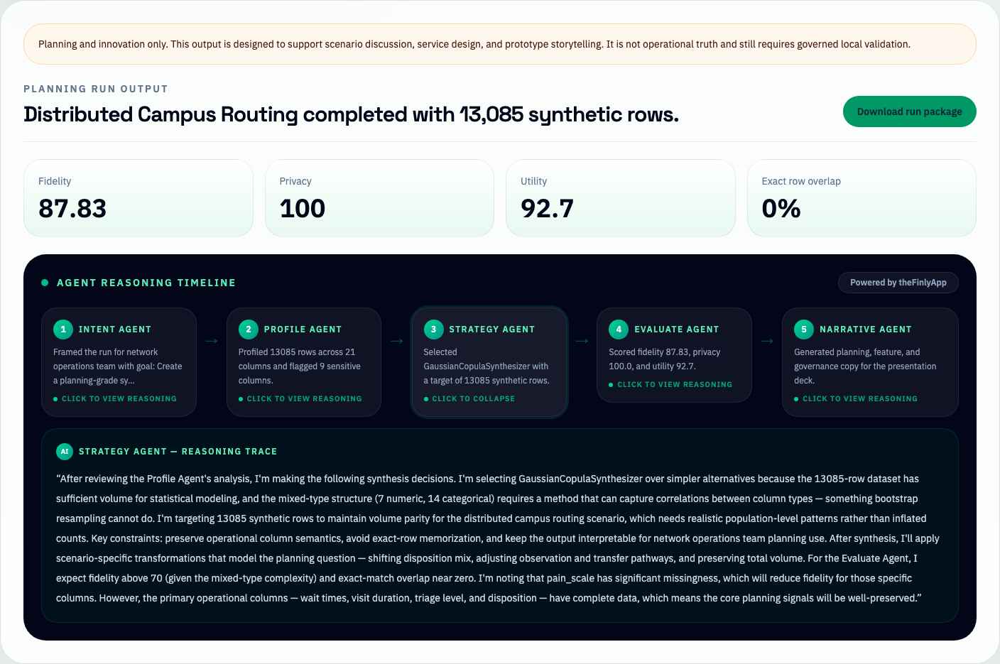 Planning and innovation only. This output is designed to support scenario discussion, service design, and prototype storytelling. It is not operational truth and still requires governed local validation.
PLANNING RUN OUTPUT
Distributed Campus Routing completed with 13,085 synthetic rows.
Download run package
Fidelity
87.83
Privacy
100
Utility
92.7
Exact row overlap
0%
AGENT REASONING TIMELINE
Powered by theFinlyApp
1 INTENT AGENT
Framed the run for network
operations team with goal: Create
a planning-grade sy...
CLICK TO VIEW REASONING
→
2 PROFILE AGENT
Profiled 13085 rows across 21
columns and flagged 9 sensitive
columns.
CLICK TO VIEW REASONING
→
3 STRATEGY AGENT
Selected
GaussianCopulaSynthesizer with
a target of 13085 synthetic rows.
CLICK TO COLLAPSE
→
4 EVALUATE AGENT
Scored fidelity 87.83, privacy
100.0, and utility 92.7.
CLICK TO VIEW REASONING
→
5 NARRATIVE AGENT
Generated planning, feature, and
governance copy for the presentation
deck.
CLICK TO VIEW REASONING
AI STRATEGY AGENT — REASONING TRACE
“After reviewing the Profile Agent's analysis, I'm making the following synthesis decisions. I'm selecting GaussianCopulaSynthesizer over simpler alternatives because the 13085-row dataset has
sufficient volume for statistical modeling, and the mixed-type structure (7 numeric, 14 categorical) requires a method that can capture correlations between column types — something bootstrap
resampling cannot do. I'm targeting 13085 synthetic rows to maintain volume parity for the distributed campus routing scenario, which needs realistic population-level patterns rather than inflated
counts. Key constraints: preserve operational column semantics, avoid exact-row memorization, and keep the output interpretable for network operations team planning use. After synthesis, I'll apply
scenario-specific transformations that model the planning question — shifting disposition mix, adjusting observation and transfer pathways, and preserving total volume. For the Evaluate Agent, I
expect fidelity above 70 (given the mixed-type complexity) and exact-match overlap near zero. I'm noting that pain_scale has significant missingness, which will reduce fidelity for those specific
columns. However, the primary operational columns — wait times, visit duration, triage level, and disposition — have complete data, which means the core planning signals will be well-preserved.”